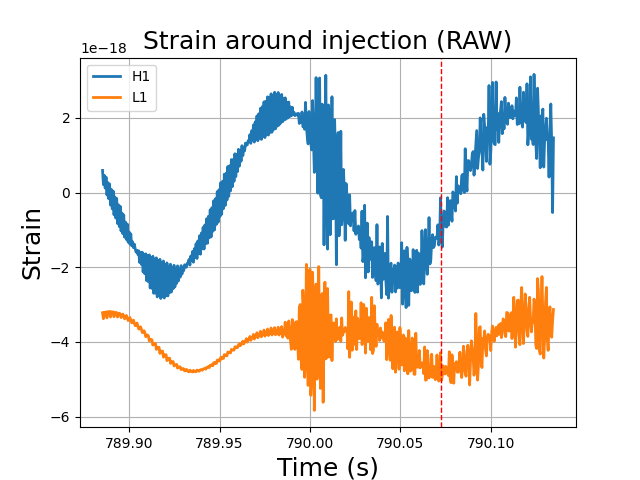 Strain around injection (RAW)
1e−18
H1
L1
2
0
−2
−4
−6
Strain
789.90 789.95 790.00 790.05 790.10
Time (s)